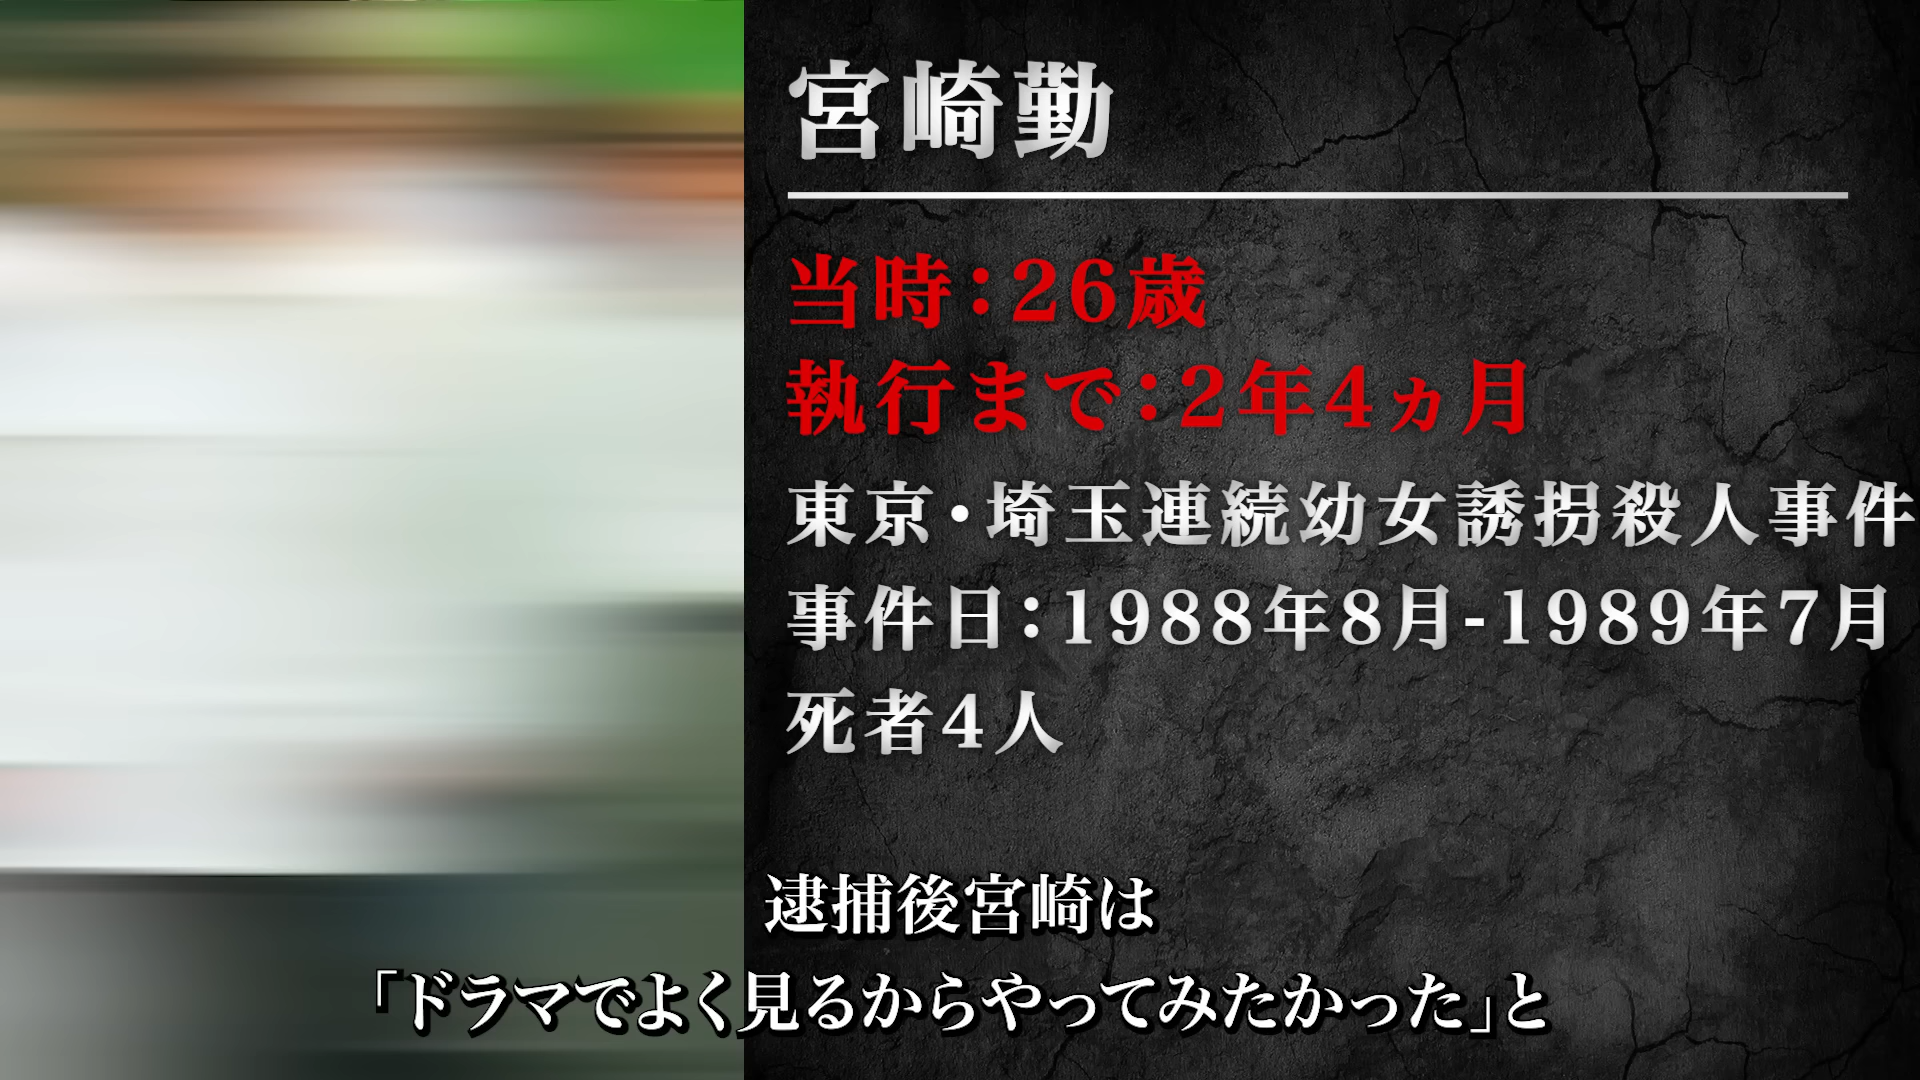 宮崎勤
当時：26歳
執行まで：2年4ヵ月
東京・埼玉連続幼女誘拐殺人事件
事件日：1988年8月-1989年7月
死者4人
逮捕後宮崎は
「ドラマでよく見るからやってみたかった」と